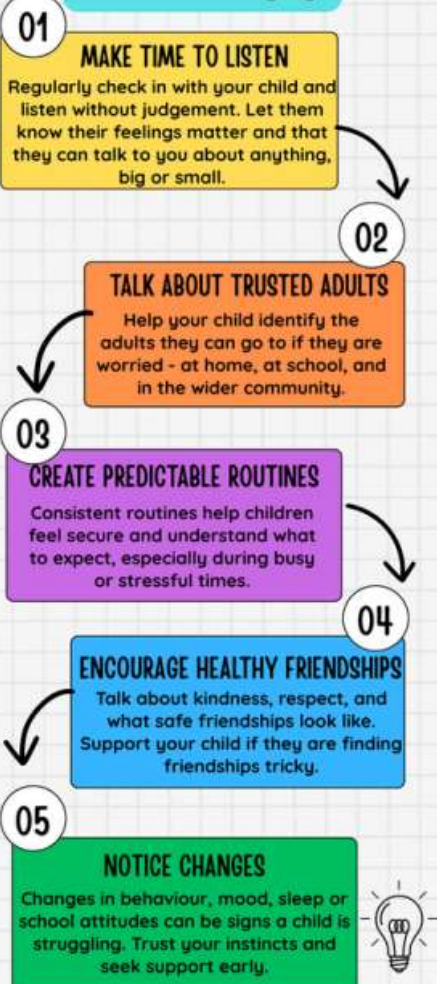 01
MAKE TIME TO LISTEN
Regularly check in with your child and
listen without judgement. Let them
know their feelings matter and that
they can talk to you about anything,
big or small.
02
TALK ABOUT TRUSTED ADULTS
Help your child identify the
adults they can go to if they are
worried - at home, at school, and
in the wider community.
03
CREATE PREDICTABLE ROUTINES
Consistent routines help children
feel secure and understand what
to expect, especially during busy
or stressful times.
04
ENCOURAGE HEALTHY FRIENDSHIPS
Talk about kindness, respect, and
what safe friendships look like.
Support your child if they are finding
friendships tricky.
05
NOTICE CHANGES
Changes in behaviour, mood, sleep or
school attitudes can be signs a child is
struggling. Trust your instincts and
seek support early.